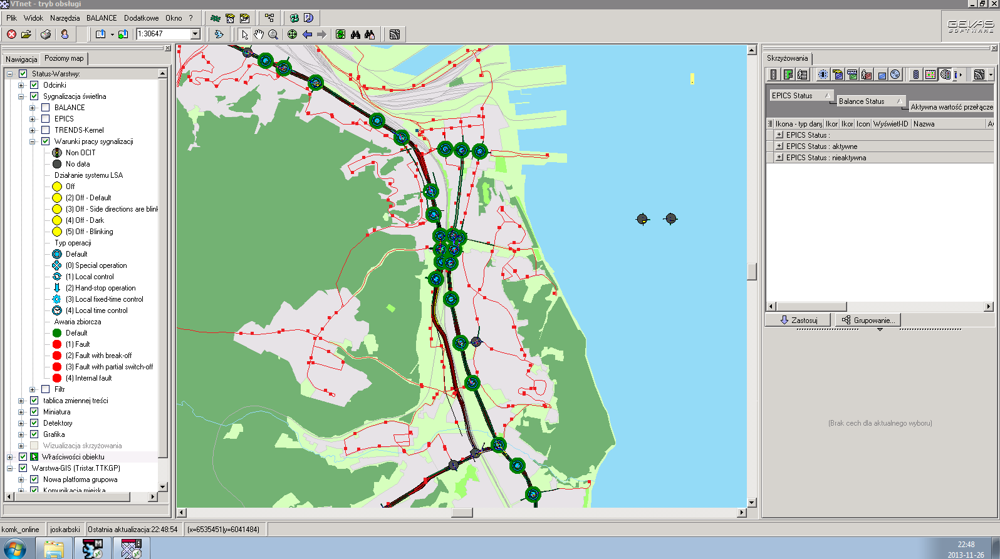 VTnet - tryb obsługi
Plik Widok Narzędzia BALANCE Dodatkowe Okno ?
GEVAS
SOFTWARE
1:30647
Nawigacja Poziomy map
Status-Warstwy:
Odcinki
Sygnalizacja świetlna
BALANCE
EPICS
TRENDS-Kernel
Warunki pracy sygnalizacji
Non OCIT
No data
Działanie systemu LSA
Off
(2) Off - Default
(3) Off - Side directions are blink
(4) Off - Dark
(5) Off - Blinking
Typ operacji
Default
(0) Special operation
(1) Local control
(2) Hand-stop operation
(3) Local fixed-time control
(4) Local time control
Awaria zbiorcza
Default
(1) Fault
(2) Fault with break-off
(3) Fault with partial switch-off
(4) Internal fault
Filtr
tablica zmiennej treści
Miniatura
Detektory
Grafika
Wizualizacja skrzyżowania
Właściwości obiektu
Warstwa-GIS (Tristar.TTKGP)
Nowa platforma grupowa
Komunikacja miejska
Skrzyżowania
EPICS Status
Balance Status
Aktywna wartość przełącze
Ikona - typ dany Ikor Ikor Icon Wyświetl-ID Nazwa
EPICS Status :
EPICS Status : aktywne
EPICS Status : nieaktywna
Zastosuj Grupowanie...
(Brak cech dla aktualnego wyboru)
komk_online joskarbski Ostatnia aktualizacja:22:48:54 (x=6535451|y=6041484)
22:48
2013-11-26